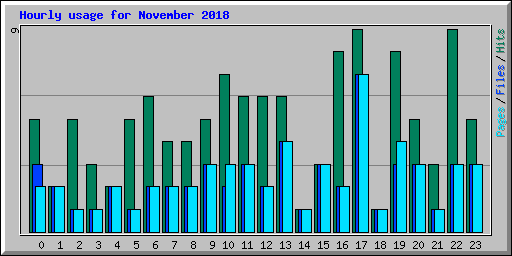 Hourly usage for November 2018
9
Pages / Files / Hits
0 1 2 3 4 5 6 7 8 9 10 11 12 13 14 15 16 17 18 19 20 21 22 23